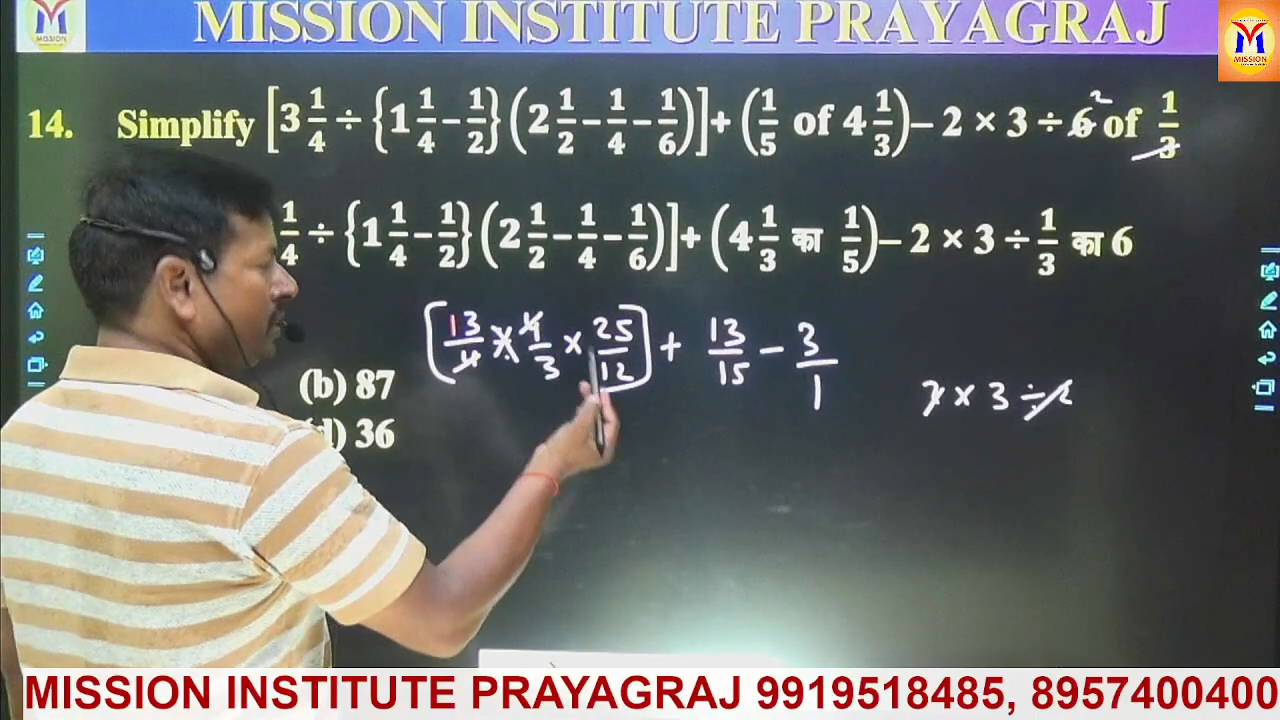 MISSION INSTITUTE PRAYAGRAJ
MISSION
MISSION
14. Simplify [3 1/4 ÷ {1 1/4 − 1/2} (2 1/2 − 1/4 − 1/6)] + (1/5 of 4 1/3) − 2 × 3 ÷ 6 2 of 1/3
1/4 ÷ {1 1/4 − 1/2} (2 1/2 − 1/4 − 1/6)] + (4 1/3 का 1/5) − 2 × 3 ÷ 1/3 का 6
[13/4 × 4/3 × 25/12] + 13/15 − 3/1
2 × 3 ÷ 2
(b) 87
) 36
MISSION INSTITUTE PRAYAGRAJ 9919518485, 8957400400